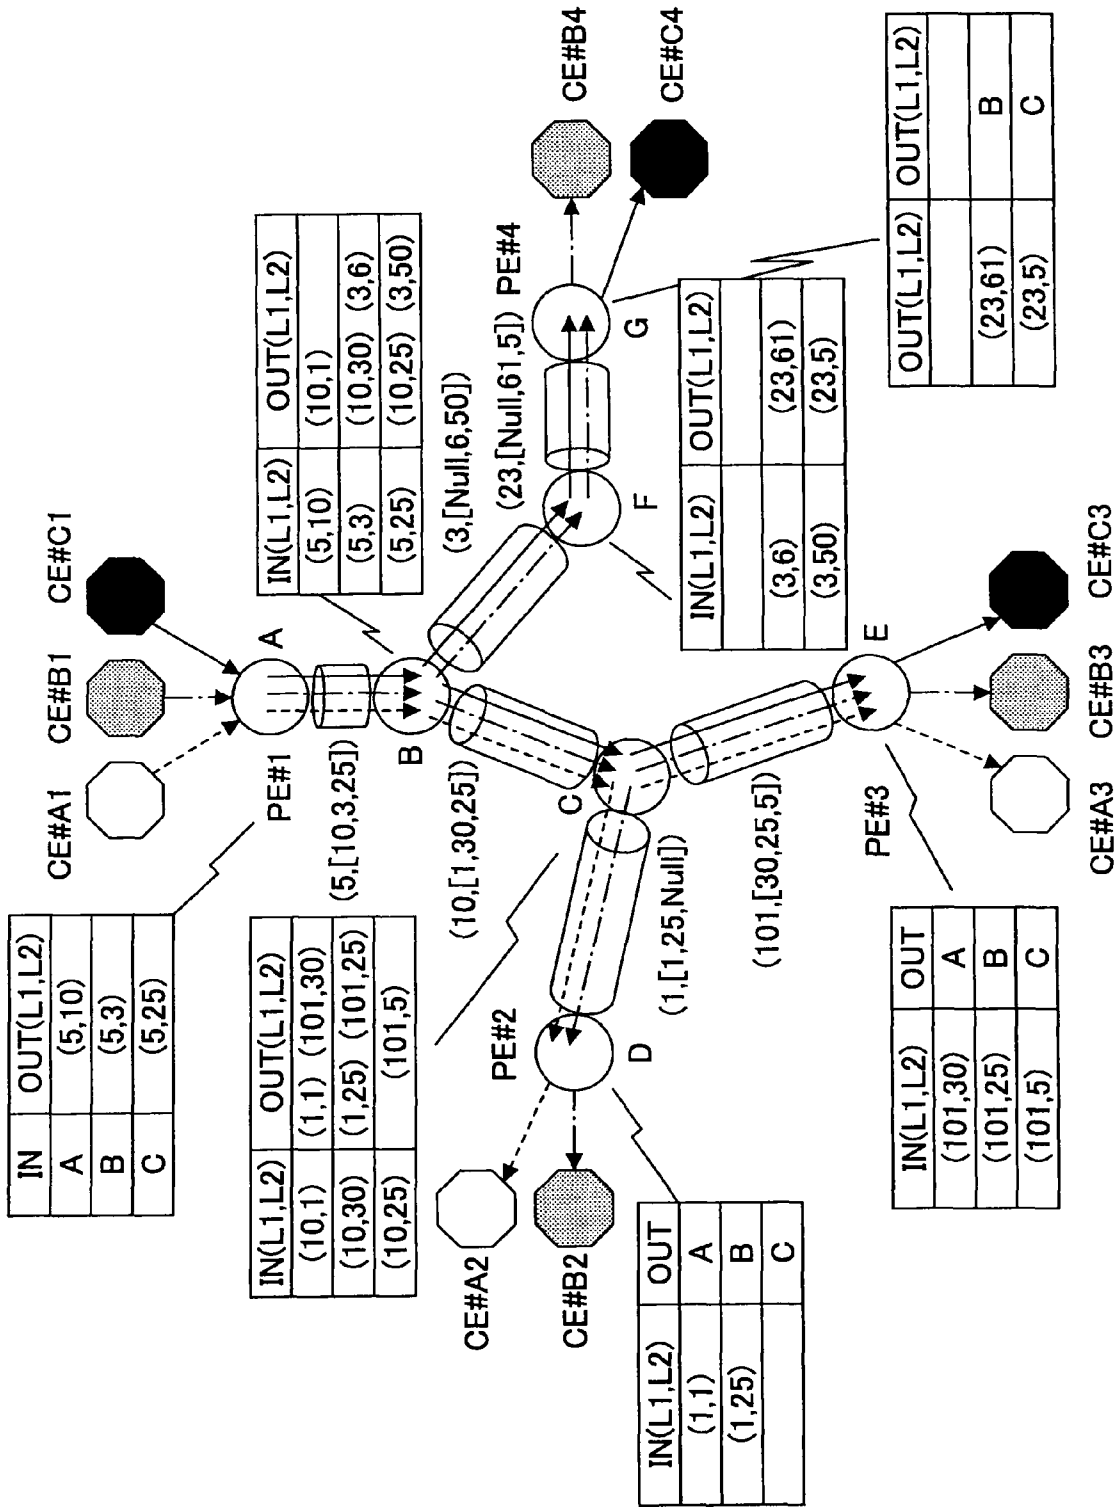 IN OUT(L1,L2)
A (5,10)
B (5,3)
C (5,25)
CE#A1
CE#B1
CE#C1
PE#1
A
IN(L1,L2) OUT(L1,L2)
(10,1) (1,1) (101,30)
(10,30) (1,25) (101,25)
(10,25) (101,5)
(5,[10,3,25])
IN(L1,L2) OUT(L1,L2)
(5,10) (10,1)
(5,3) (10,30) (3,6)
(5,25) (10,25) (3,50)
B
(10,[1,30,25])
(3,[Null,6,50])
CE#A2
PE#2
C
(23,[Null,61,5])
PE#4
CE#B4
CE#B2
D
(1,[1,25,Null])
F
G
CE#C4
IN(L1,L2) OUT
(1,1) A
(1,25) B
C
(101,[30,25,5])
IN(L1,L2) OUT(L1,L2)
(3,6) (23,61)
(3,50) (23,5)
PE#3
E
IN(L1,L2) OUT
(101,30) A
(101,25) B
(101,5) C
OUT(L1,L2) OUT(L1,L2)
(23,61) B
(23,5) C
CE#A3
CE#B3
CE#C3